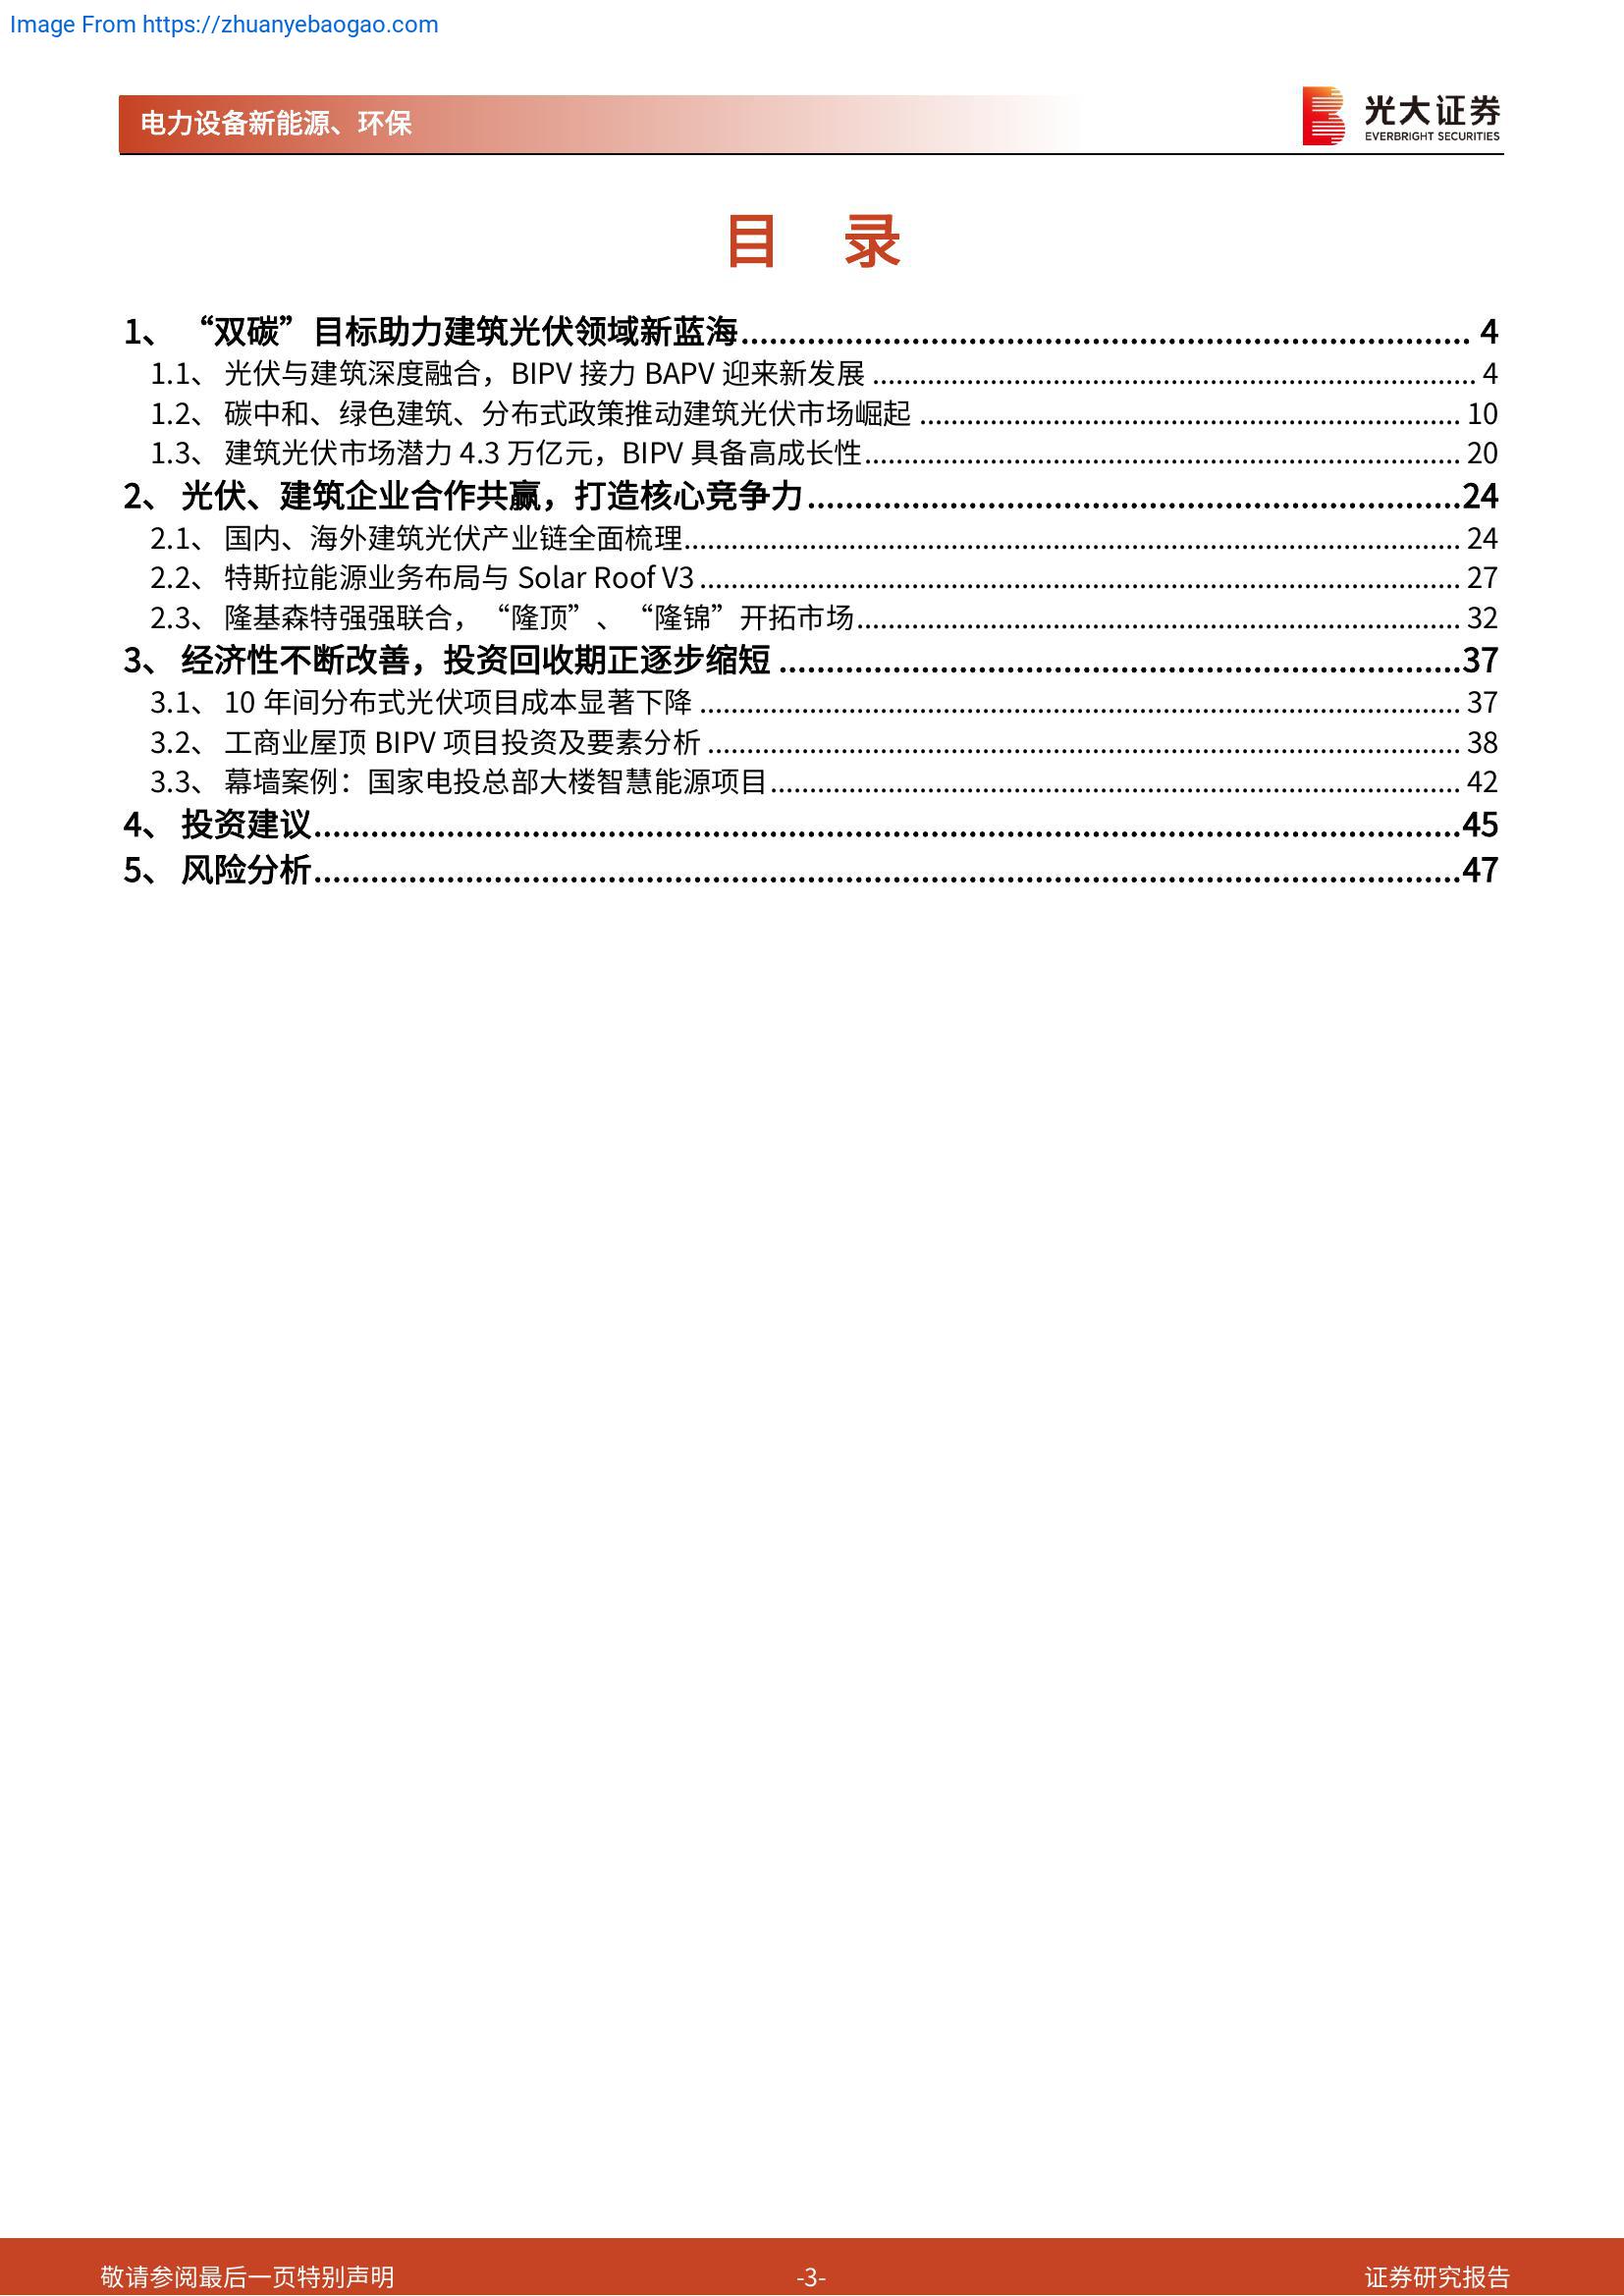 Image From https://zhuanyebaogao.com
电力设备新能源、环保
光大证券
EVERBRIGHT SECURITIES
目 录
1、 “双碳”目标助力建筑光伏领域新蓝海 4
1.1、 光伏与建筑深度融合，BIPV 接力 BAPV 迎来新发展 4
1.2、 碳中和、绿色建筑、分布式政策推动建筑光伏市场崛起 10
1.3、 建筑光伏市场潜力 4.3 万亿元，BIPV 具备高成长性 20
2、 光伏、建筑企业合作共赢，打造核心竞争力 24
2.1、 国内、海外建筑光伏产业链全面梳理 24
2.2、 特斯拉能源业务布局与 Solar Roof V3 27
2.3、 隆基森特强强联合，“隆顶”、“隆锦”开拓市场 32
3、 经济性不断改善，投资回收期正逐步缩短 37
3.1、 10 年间分布式光伏项目成本显著下降 37
3.2、 工商业屋顶 BIPV 项目投资及要素分析 38
3.3、 幕墙案例：国家电投总部大楼智慧能源项目 42
4、 投资建议 45
5、 风险分析 47
敬请参阅最后一页特别声明 -3- 证券研究报告